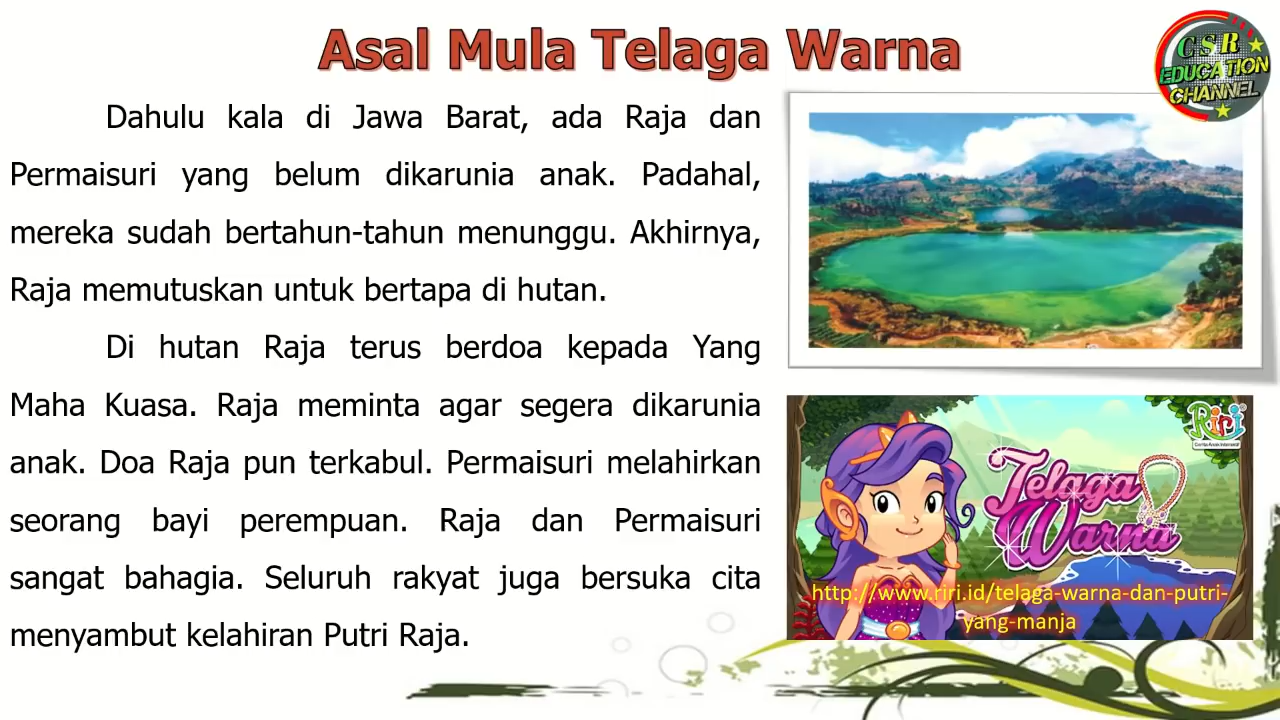 Asal Mula Telaga Warna
CSR
EDUCATION
CHANNEL
Dahulu kala di Jawa Barat, ada Raja dan
Permaisuri yang belum dikarunia anak. Padahal,
mereka sudah bertahun-tahun menunggu. Akhirnya,
Raja memutuskan untuk bertapa di hutan.
Di hutan Raja terus berdoa kepada Yang
Maha Kuasa. Raja meminta agar segera dikarunia
anak. Doa Raja pun terkabul. Permaisuri melahirkan
seorang bayi perempuan. Raja dan Permaisuri
sangat bahagia. Seluruh rakyat juga bersuka cita
menyambut kelahiran Putri Raja.
Riri
Cerita Anak Interaktif
Telaga
Warna
http://www.riri.id/telaga-warna-dan-putri-
yang-manja